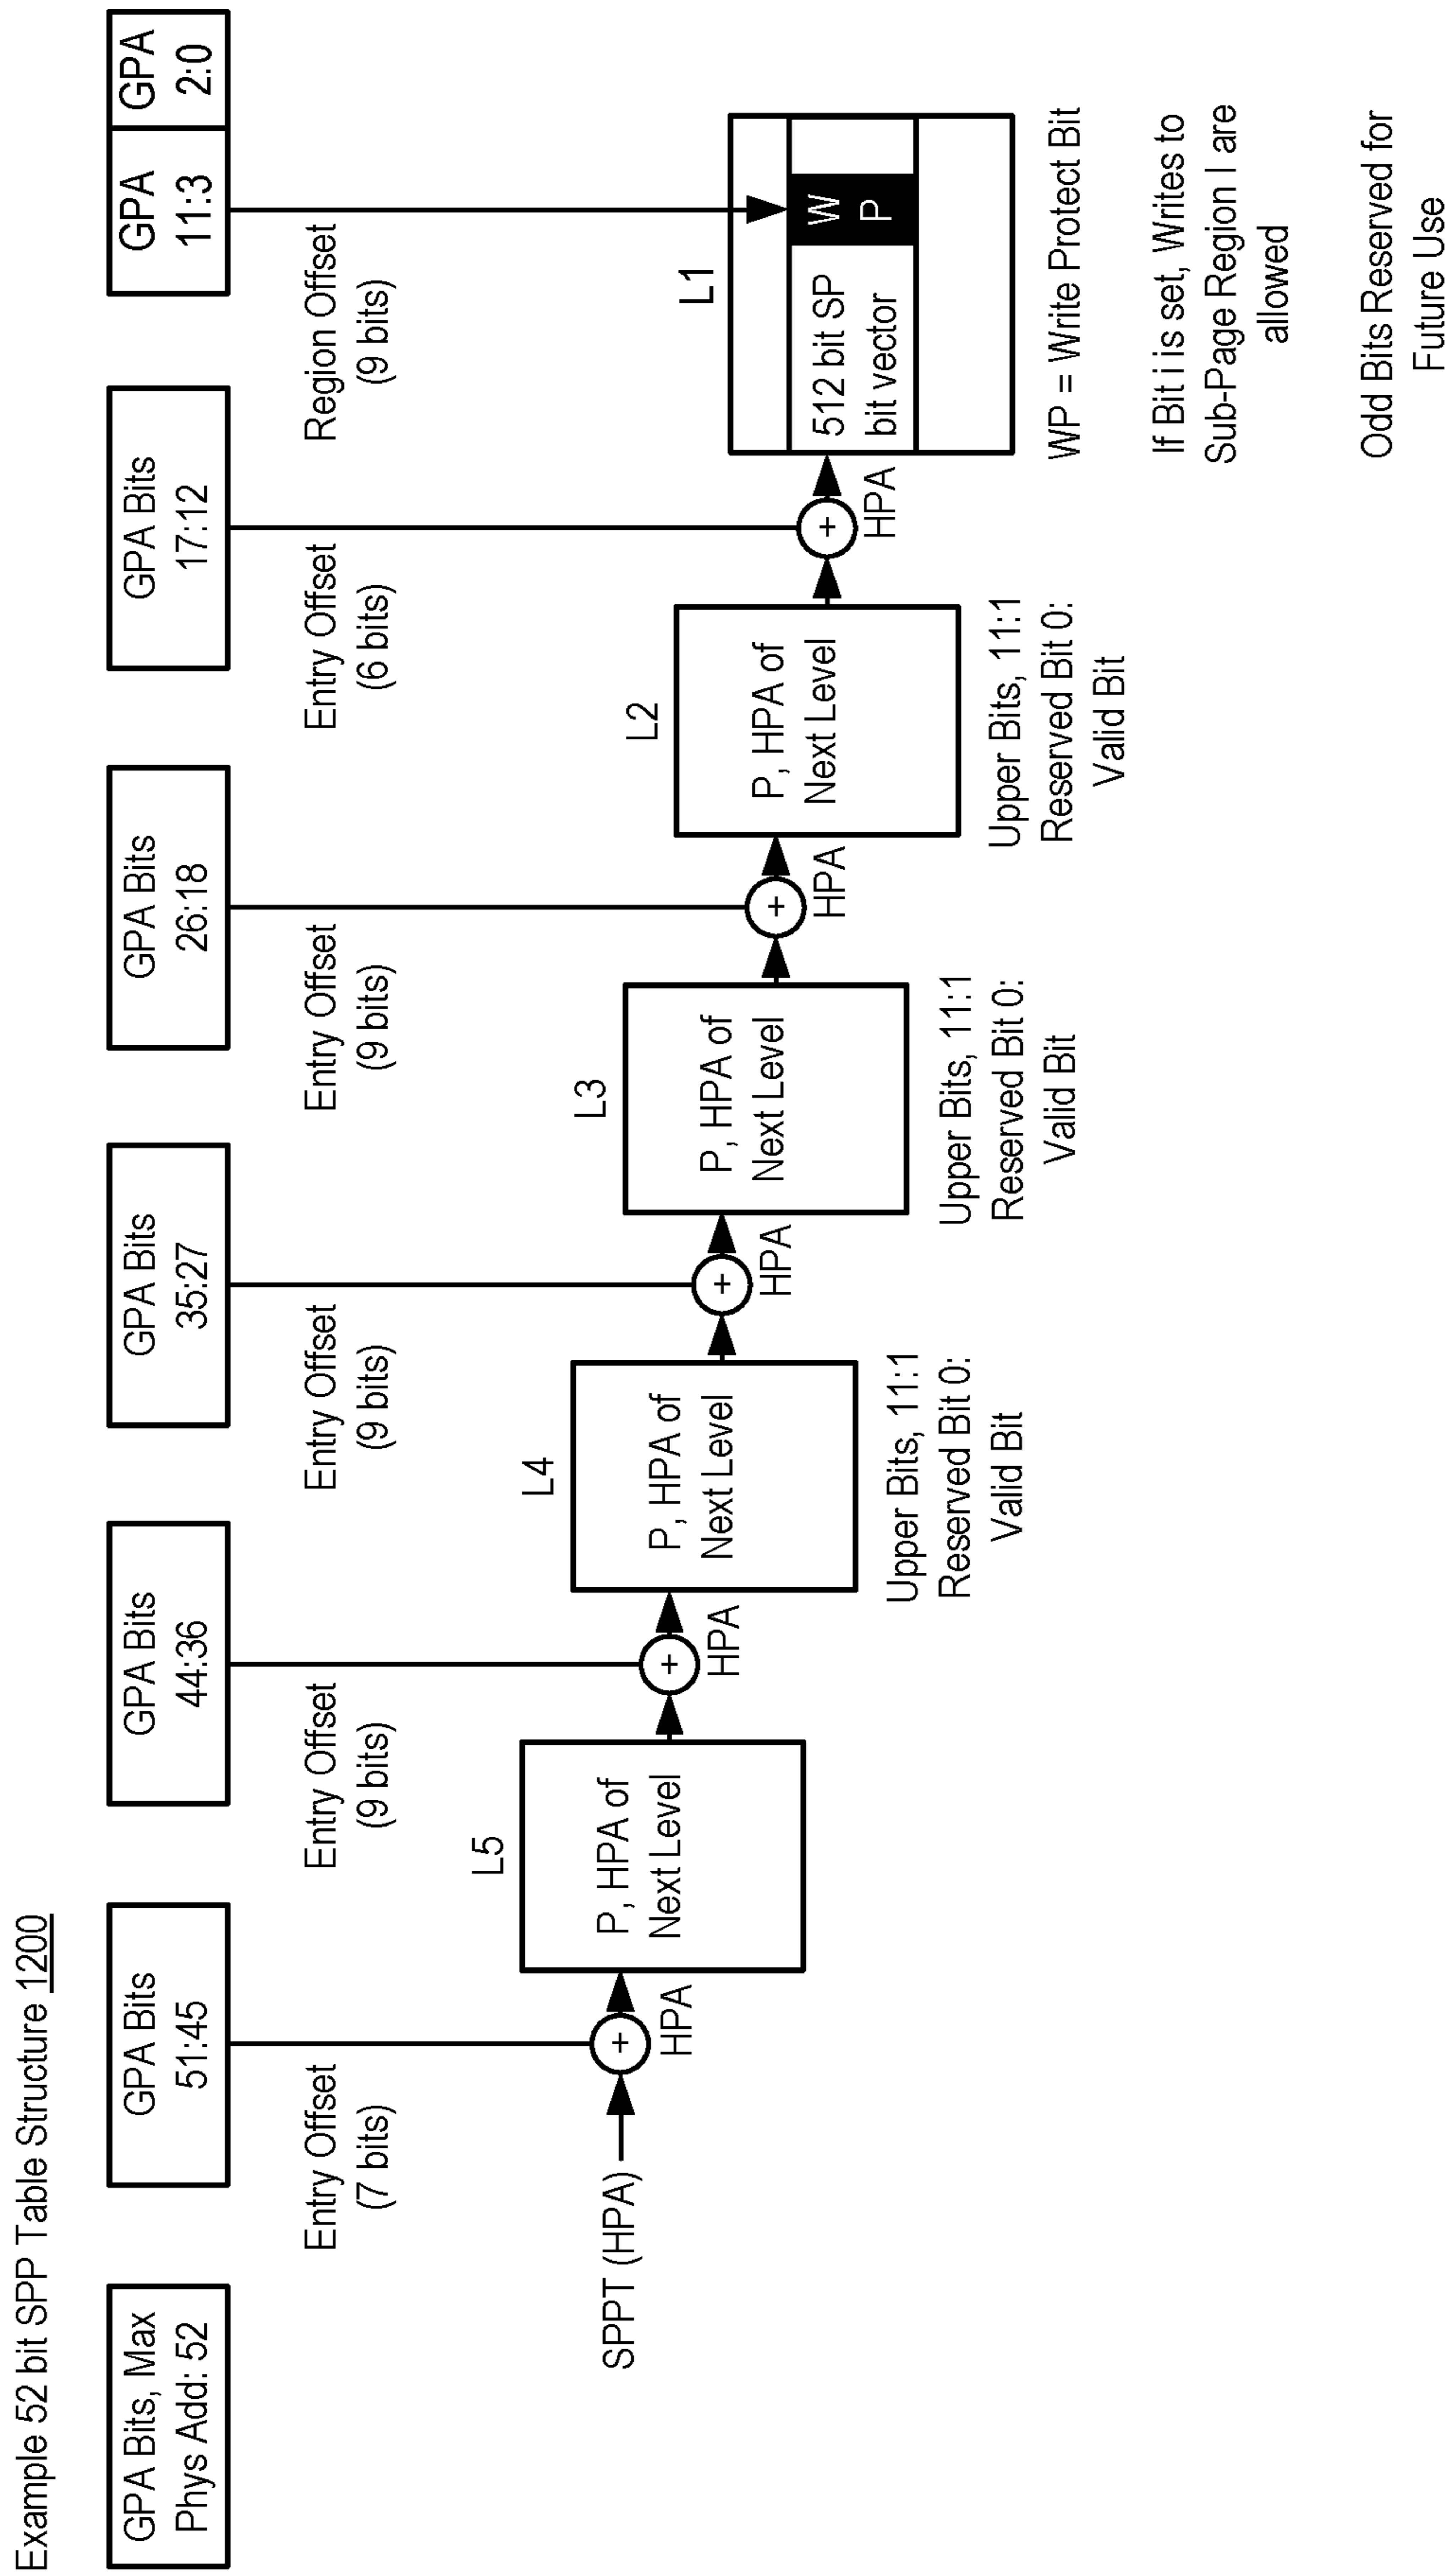 Example 52 bit SPP Table Structure 1200
GPA Bits, Max
Phys Add: 52
GPA Bits
51:45
GPA Bits
44:36
GPA Bits
35:27
GPA Bits
26:18
GPA Bits
17:12
GPA
11:3
GPA
2:0
Entry Offset
(7 bits)
Entry Offset
(9 bits)
Entry Offset
(9 bits)
Entry Offset
(9 bits)
Entry Offset
(6 bits)
Region Offset
(9 bits)
SPPT (HPA)
+
HPA
L5
P, HPA of
Next Level
+
HPA
L4
P, HPA of
Next Level
Upper Bits, 11:1
Reserved Bit 0:
Valid Bit
+
HPA
L3
P, HPA of
Next Level
Upper Bits, 11:1
Reserved Bit 0:
Valid Bit
+
HPA
L2
P, HPA of
Next Level
Upper Bits, 11:1
Reserved Bit 0:
Valid Bit
+
HPA
L1
512 bit SP
bit vector
W
P
WP = Write Protect Bit
If Bit i is set, Writes to
Sub-Page Region I are
allowed
Odd Bits Reserved for
Future Use